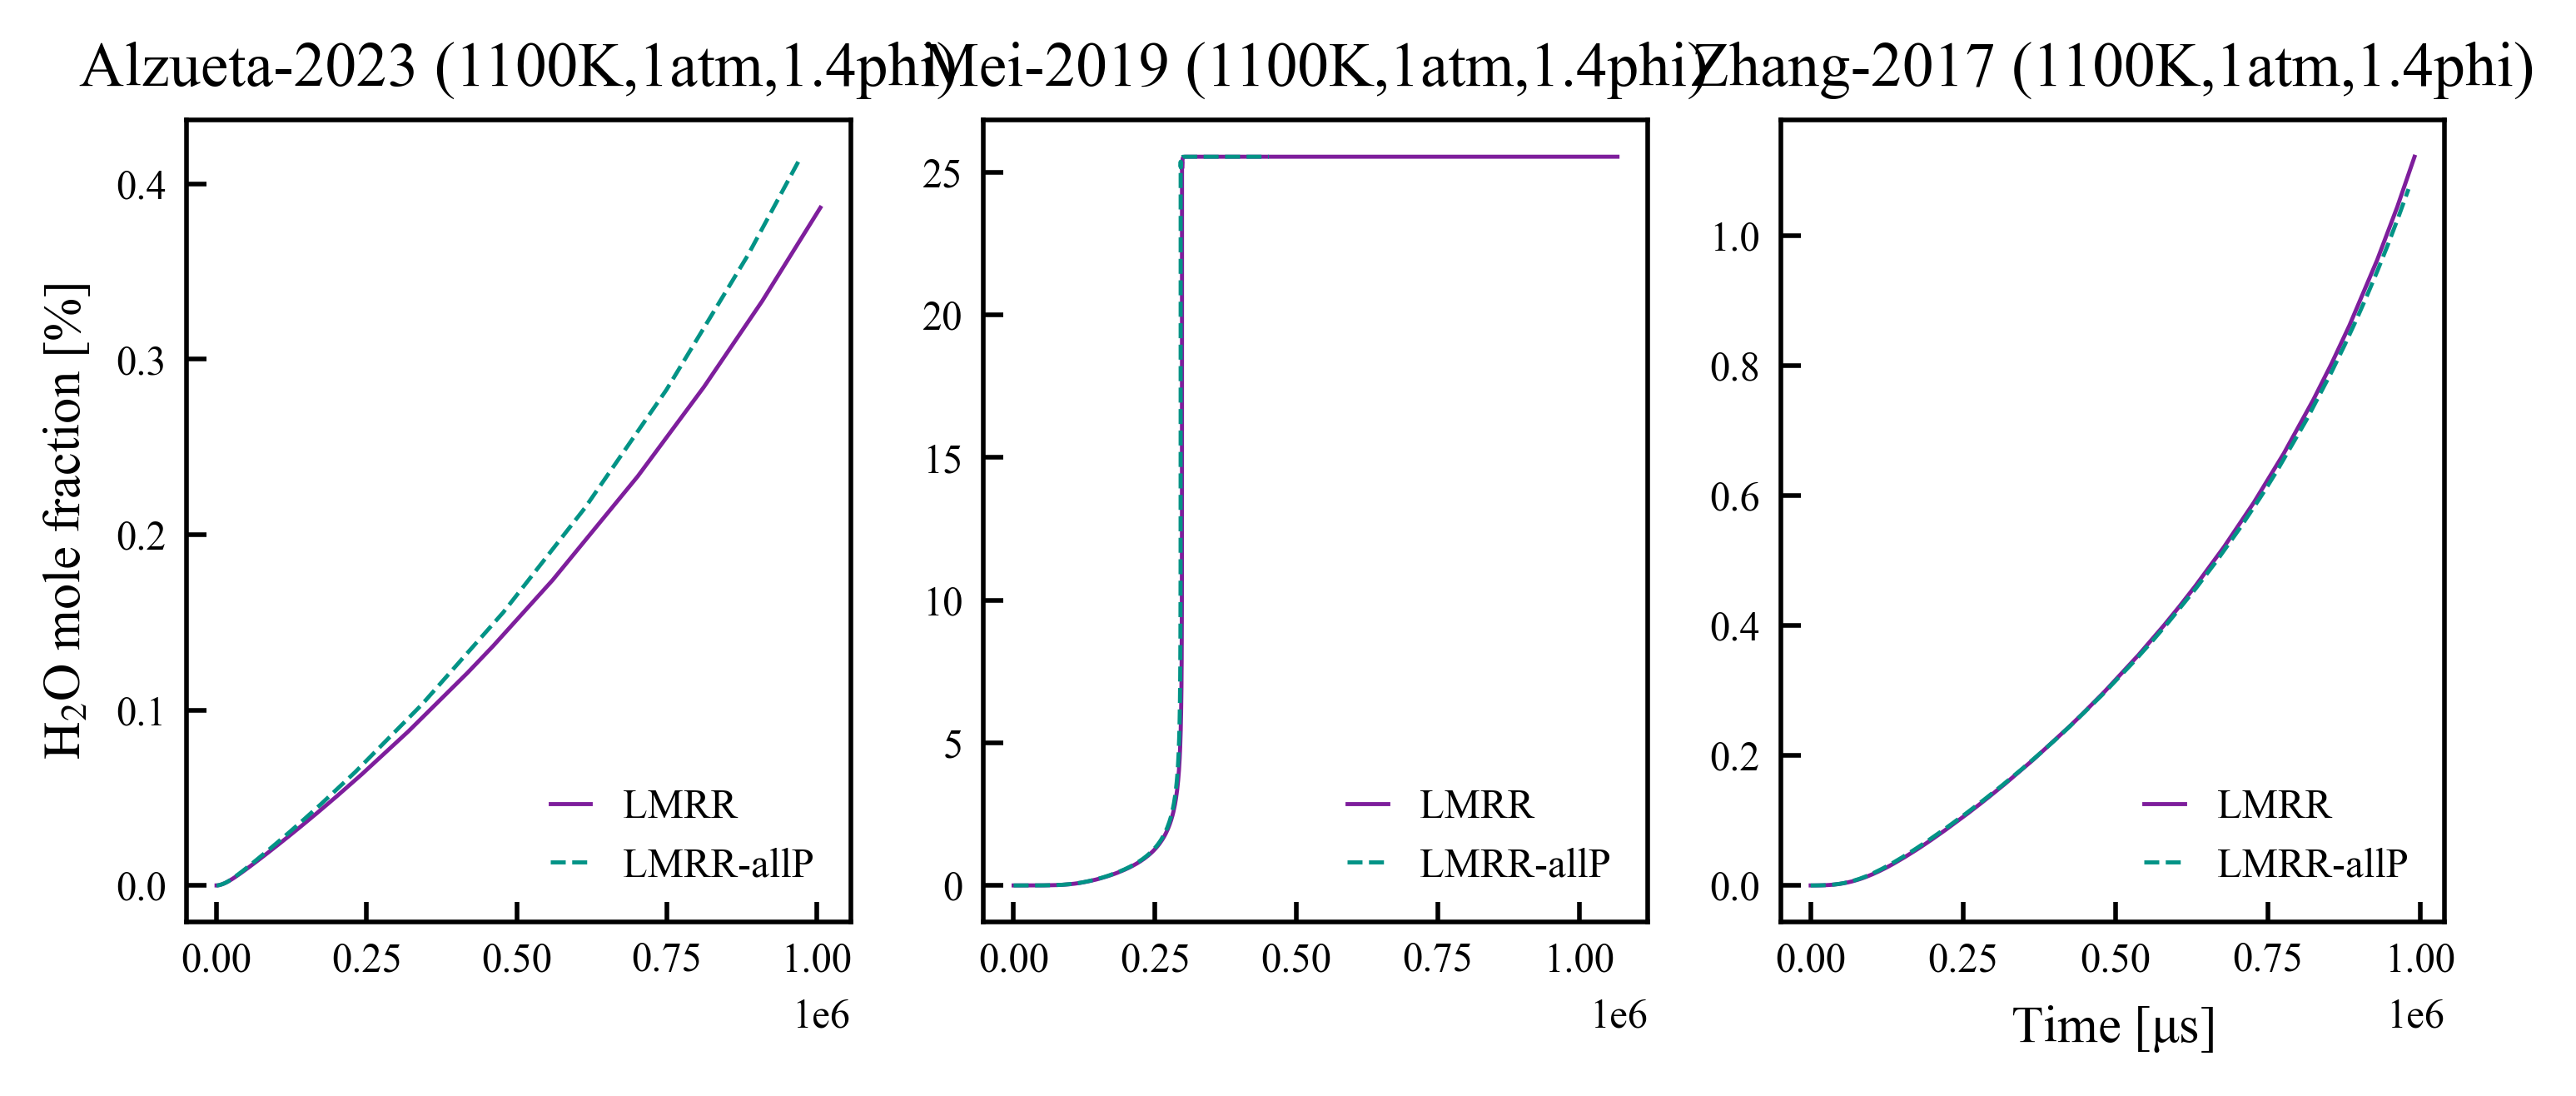 Alzueta-2023 (1100K,1atm,1.4phi)
Mei-2019 (1100K,1atm,1.4phi)
Zhang-2017 (1100K,1atm,1.4phi)
H₂O mole fraction [%]
0.4
0.3
0.2
0.1
0.0
LMRR
LMRR-allP
0.00 0.25 0.50 0.75 1.00
1e6
25
20
15
10
5
0
LMRR
LMRR-allP
0.00 0.25 0.50 0.75 1.00
1e6
1.0
0.8
0.6
0.4
0.2
0.0
LMRR
LMRR-allP
0.00 0.25 0.50 0.75 1.00
1e6
Time [μs]